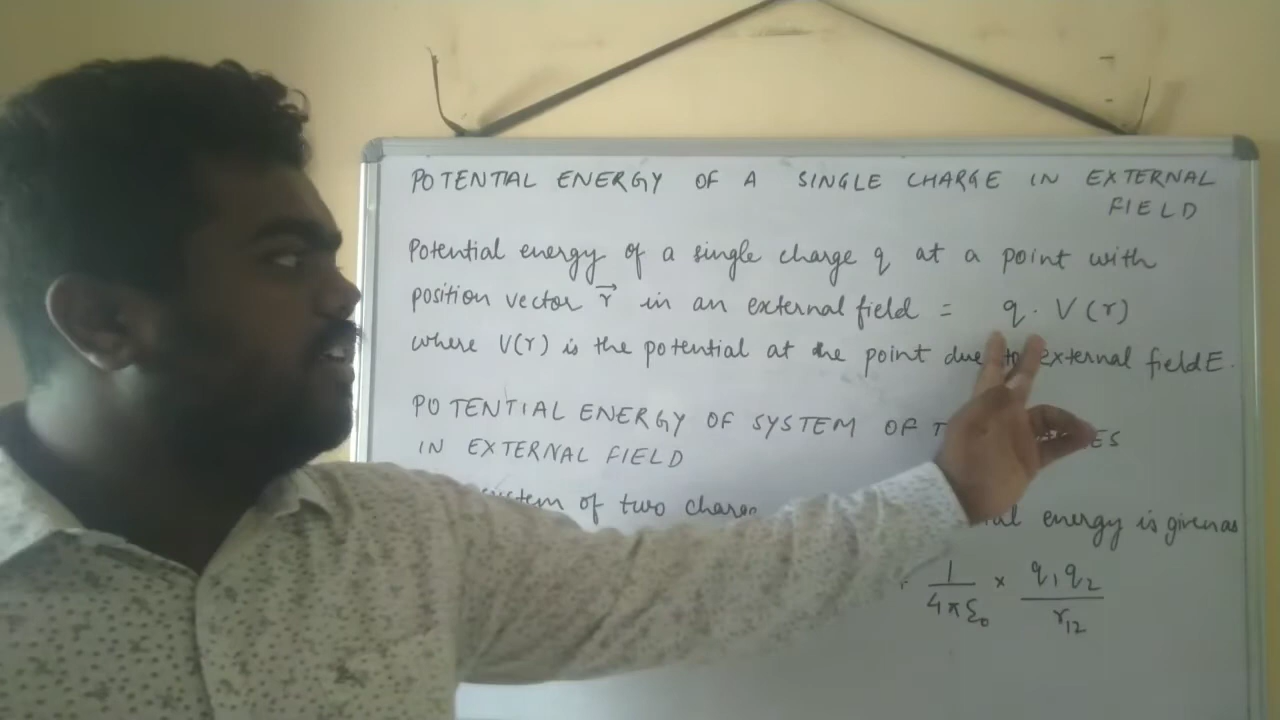 POTENTIAL ENERGY OF A SINGLE CHARGE IN EXTERNAL
FIELD
Potential energy of a single charge q at a point with
position vector r⃗ in an external field = q. V(r)
where V(r) is the potential at the point due to external field E.
POTENTIAL ENERGY OF SYSTEM OF
IN EXTERNAL FIELD
of two energy is given as
1/4πε₀ × q₁q₂/r₁₂